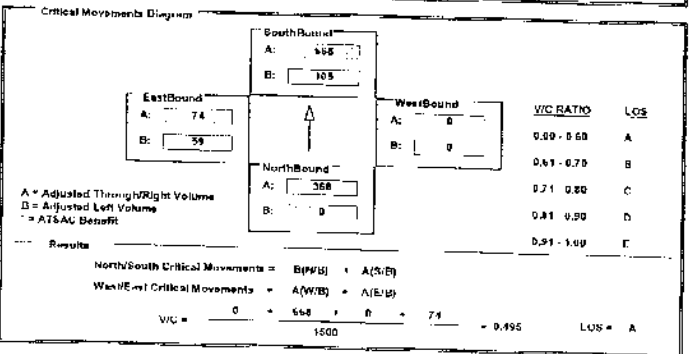 Critical Movements Diagram
SouthBound
A: 668
B: 105
EastBound
A: 74
B: 59
WestBound
A: 0
B: 0
NorthBound
A: 368
B: 0
V/C RATIO LOS
0.00 - 0.60 A
0.61 - 0.70 B
0.71 - 0.80 C
0.81 - 0.90 D
0.91 - 1.00 E
A = Adjusted Through/Right Volume
B = Adjusted Left Volume
* = ATSAC Benefit
Results
North/South Critical Movements = B(N/B) + A(S/B)
West/East Critical Movements = A(W/B) + A(E/B)
V/C = 0 + 668 + 0 + 74 = 0.495 LOS = A
1500